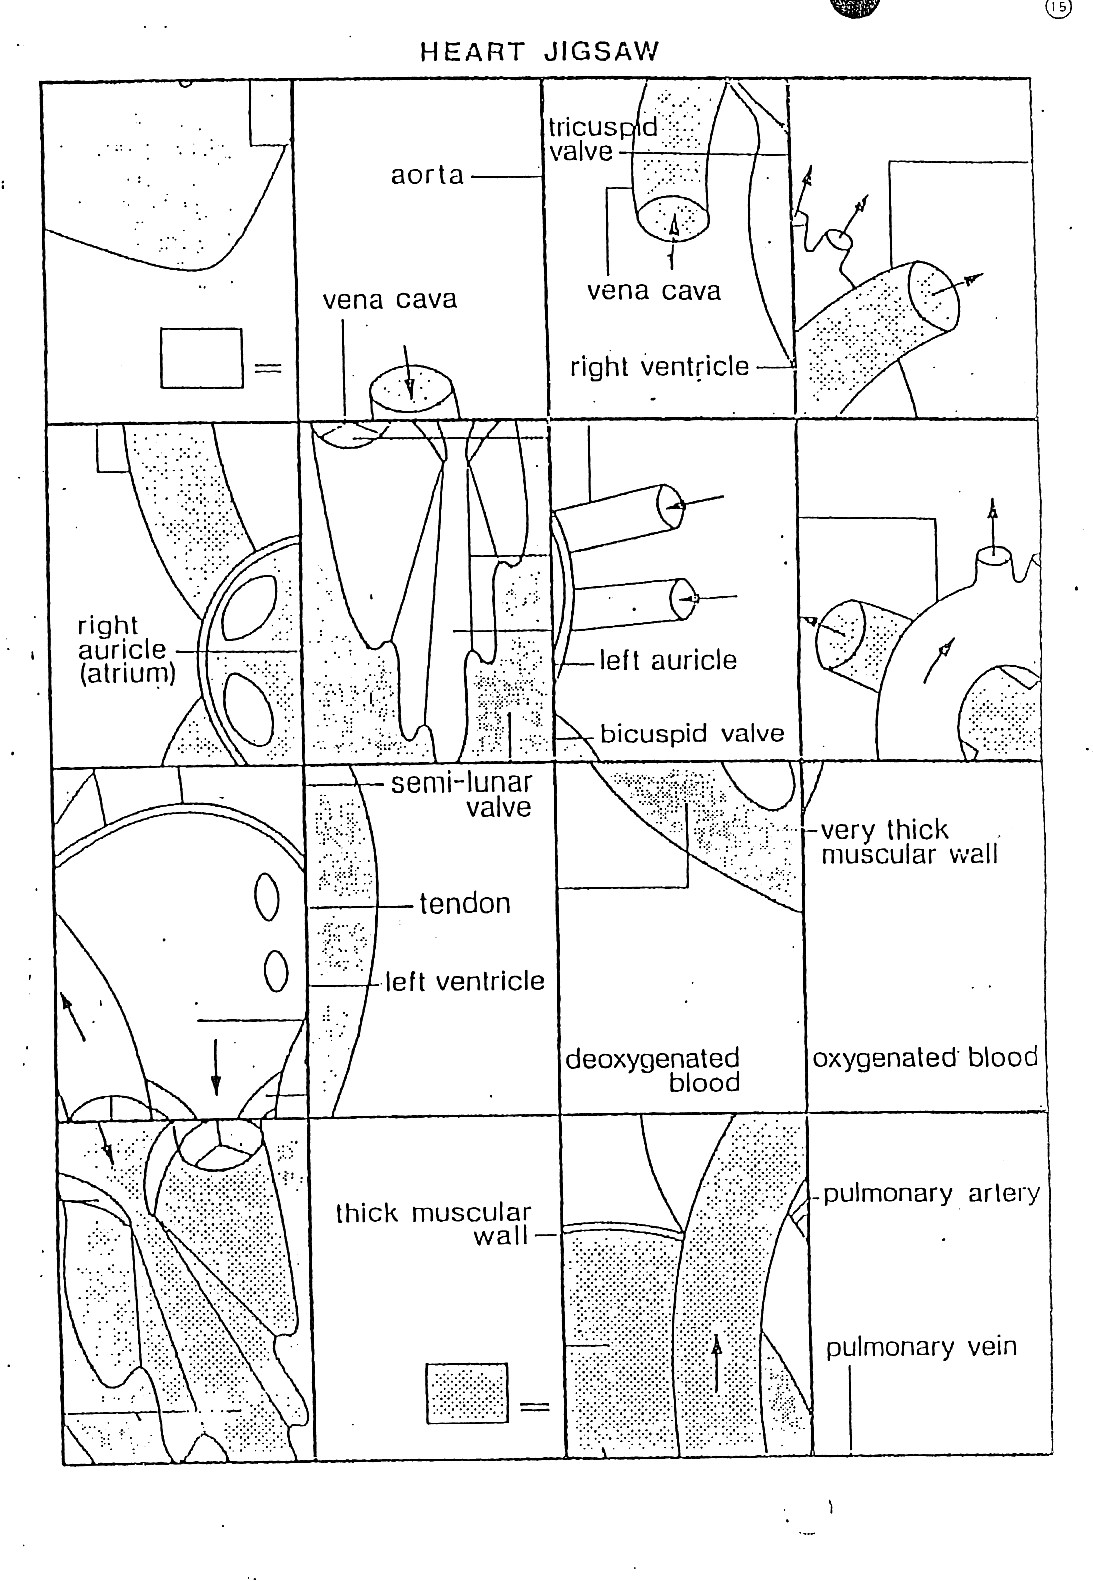 15
HEART JIGSAW
tricuspid
valve
aorta
vena cava
vena cava
right ventricle
=
right
auricle
(atrium)
left auricle
bicuspid valve
semi-lunar
valve
very thick
muscular wall
tendon
left ventricle
deoxygenated
blood
oxygenated blood
thick muscular
wall
pulmonary artery
pulmonary vein
=